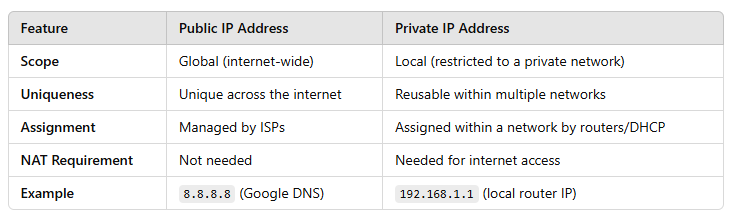 Feature Public IP Address Private IP Address
Scope Global (internet-wide) Local (restricted to a private network)
Uniqueness Unique across the internet Reusable within multiple networks
Assignment Managed by ISPs Assigned within a network by routers/DHCP
NAT Requirement Not needed Needed for internet access
Example 8.8.8.8 (Google DNS) 192.168.1.1 (local router IP)